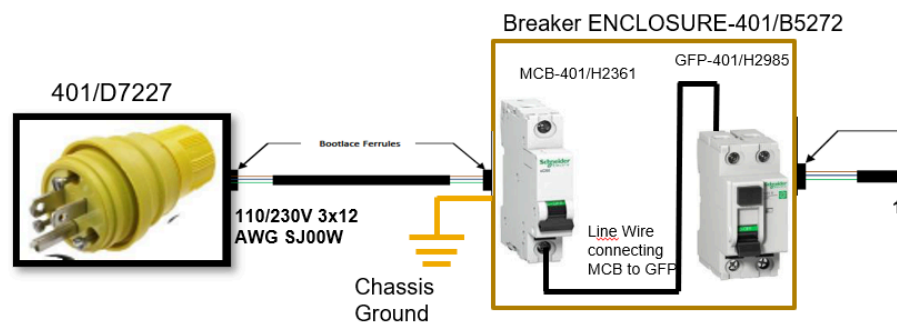 Breaker ENCLOSURE-401/B5272
GFP-401/H2985
MCB-401/H2361
401/D7227
Bootlace Ferrules
Schneider
110/230V 3x12
AWG SJ00W
Line Wire
connecting
MCB to GFP
Chassis
Ground
1